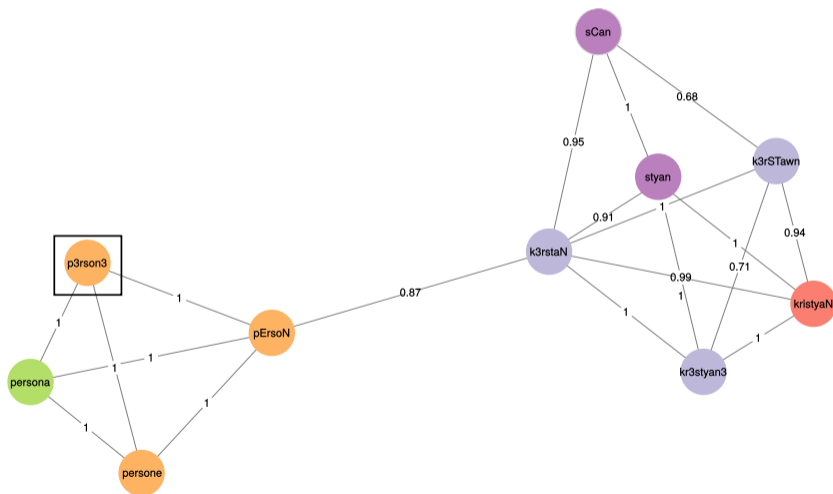 sCan
0.68
1
0.95
k3rSTawn
styan
1
0.91
0.94
1
k3rstaN
p3rson3
0.71
0.99
0.87
1
1
kristyaN
1
1
pErsoN
1
1
1
1
kr3styan3
persona
1
1
persone